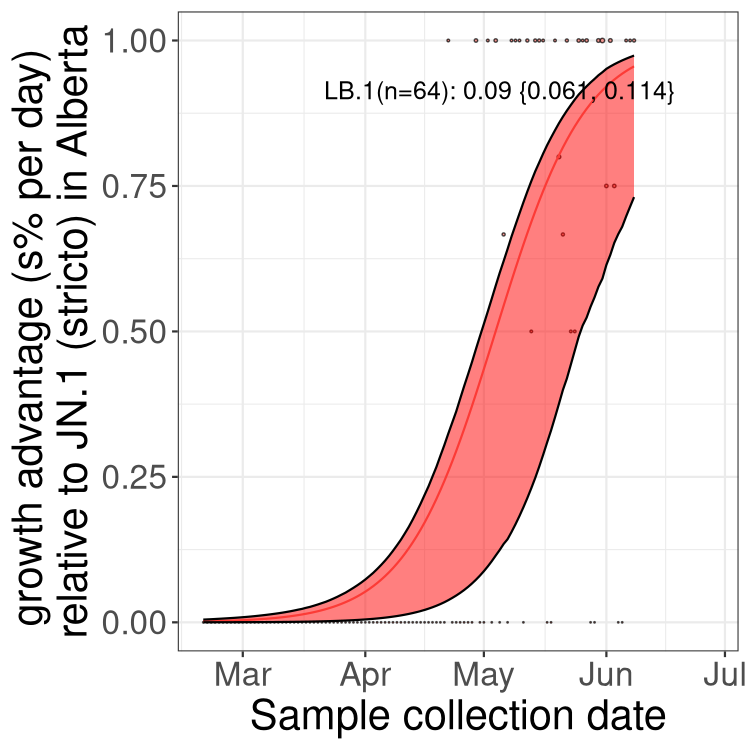 growth advantage (s% per day)
relative to JN.1 (stricto) in Alberta
1.00
0.75
0.50
0.25
0.00
LB.1(n=64): 0.09 {0.061, 0.114}
Mar Apr May Jun Jul
Sample collection date